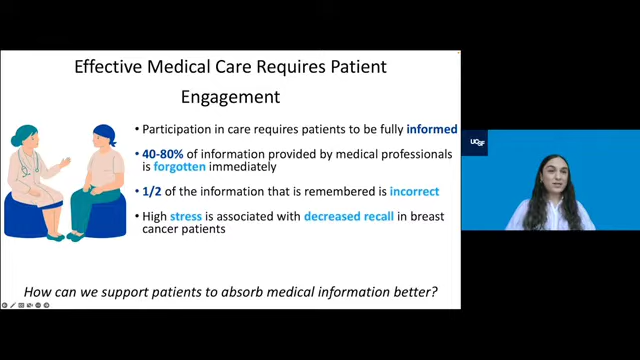 Effective Medical Care Requires Patient
Engagement
• Participation in care requires patients to be fully informed
• 40-80% of information provided by medical professionals
is forgotten immediately
• 1/2 of the information that is remembered is incorrect
• High stress is associated with decreased recall in breast
cancer patients
How can we support patients to absorb medical information better?
UCSF